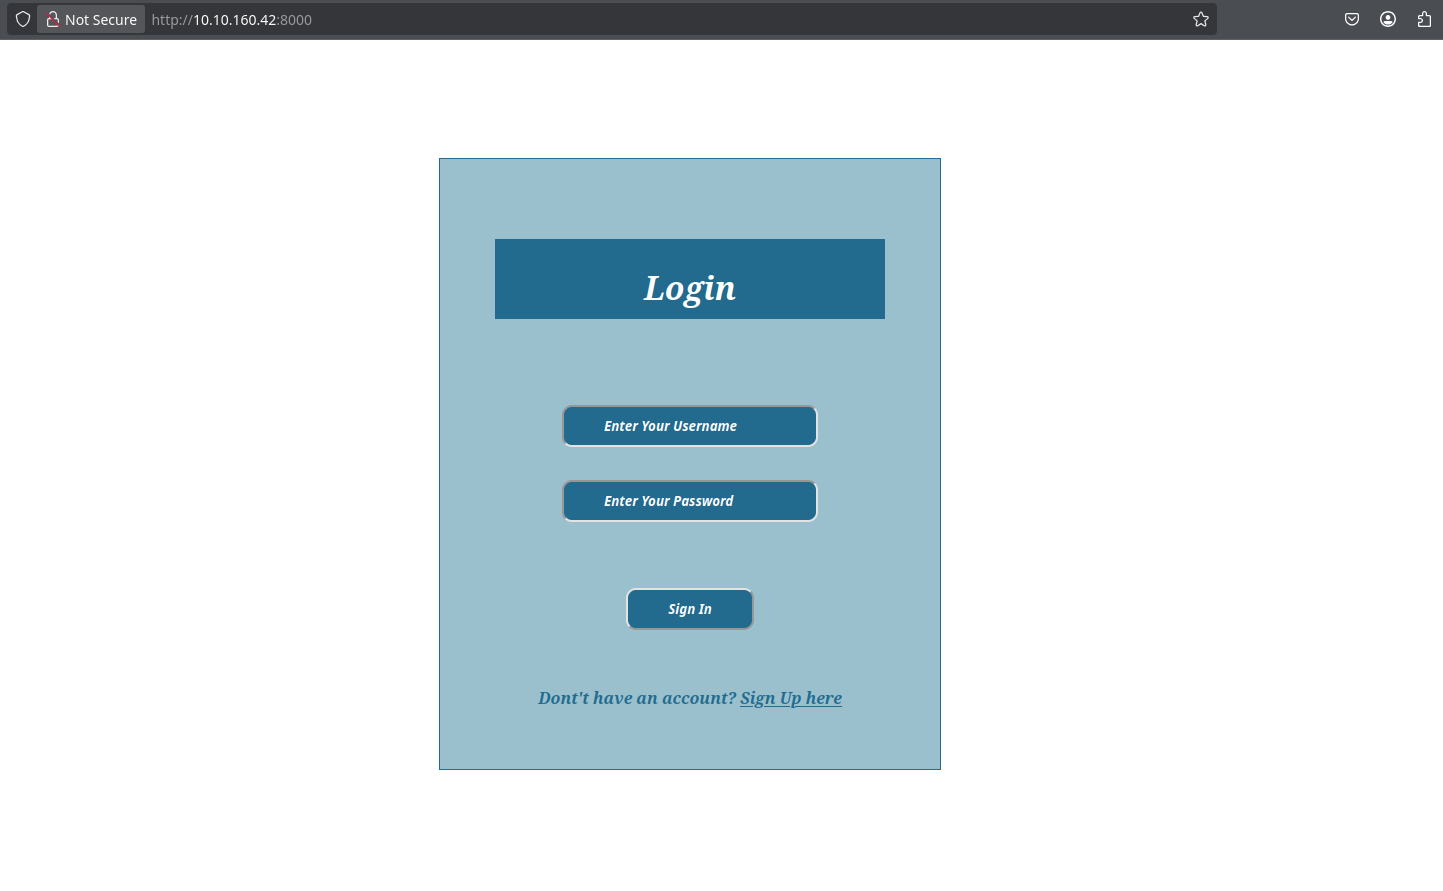 Not Secure http://10.10.160.42:8000
Login
Enter Your Username
Enter Your Password
Sign In
Dont't have an account? Sign Up here